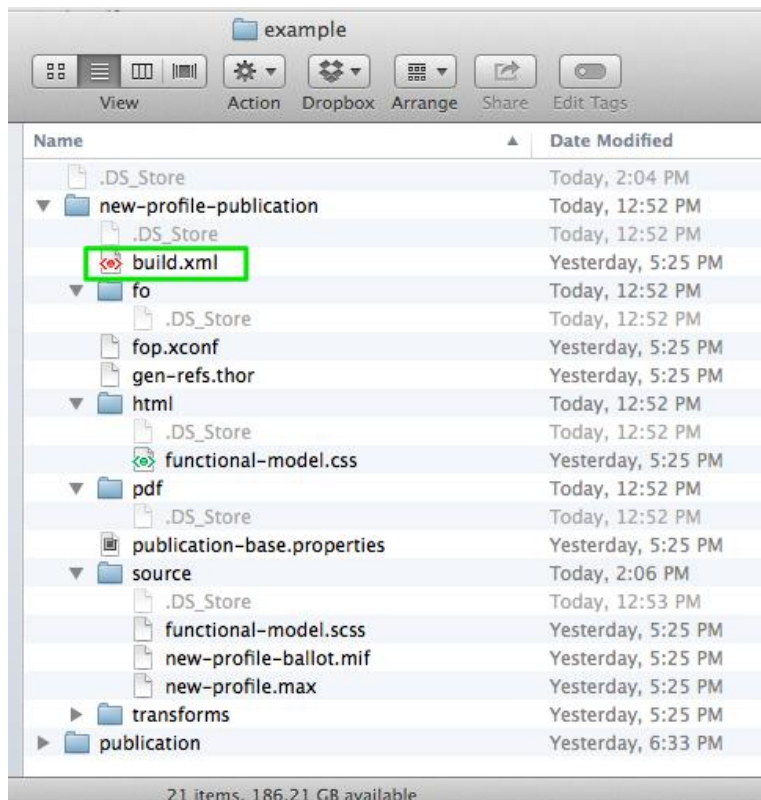 example
View Action Dropbox Arrange Share Edit Tags
Name Date Modified
.DS_Store Today, 2:04 PM
new-profile-publication Today, 12:52 PM
.DS_Store Today, 12:52 PM
build.xml Yesterday, 5:25 PM
fo Today, 12:52 PM
.DS_Store Today, 12:52 PM
fop.xconf Yesterday, 5:25 PM
gen-refs.thor Yesterday, 5:25 PM
html Today, 12:52 PM
.DS_Store Today, 12:52 PM
functional-model.css Yesterday, 5:25 PM
pdf Today, 12:52 PM
.DS_Store Today, 12:52 PM
publication-base.properties Yesterday, 5:25 PM
source Today, 2:06 PM
.DS_Store Today, 12:53 PM
functional-model.scss Yesterday, 5:25 PM
new-profile-ballot.mif Yesterday, 5:25 PM
new-profile.max Yesterday, 5:25 PM
transforms Yesterday, 5:25 PM
publication Yesterday, 6:33 PM
21 items, 186.21 GB available